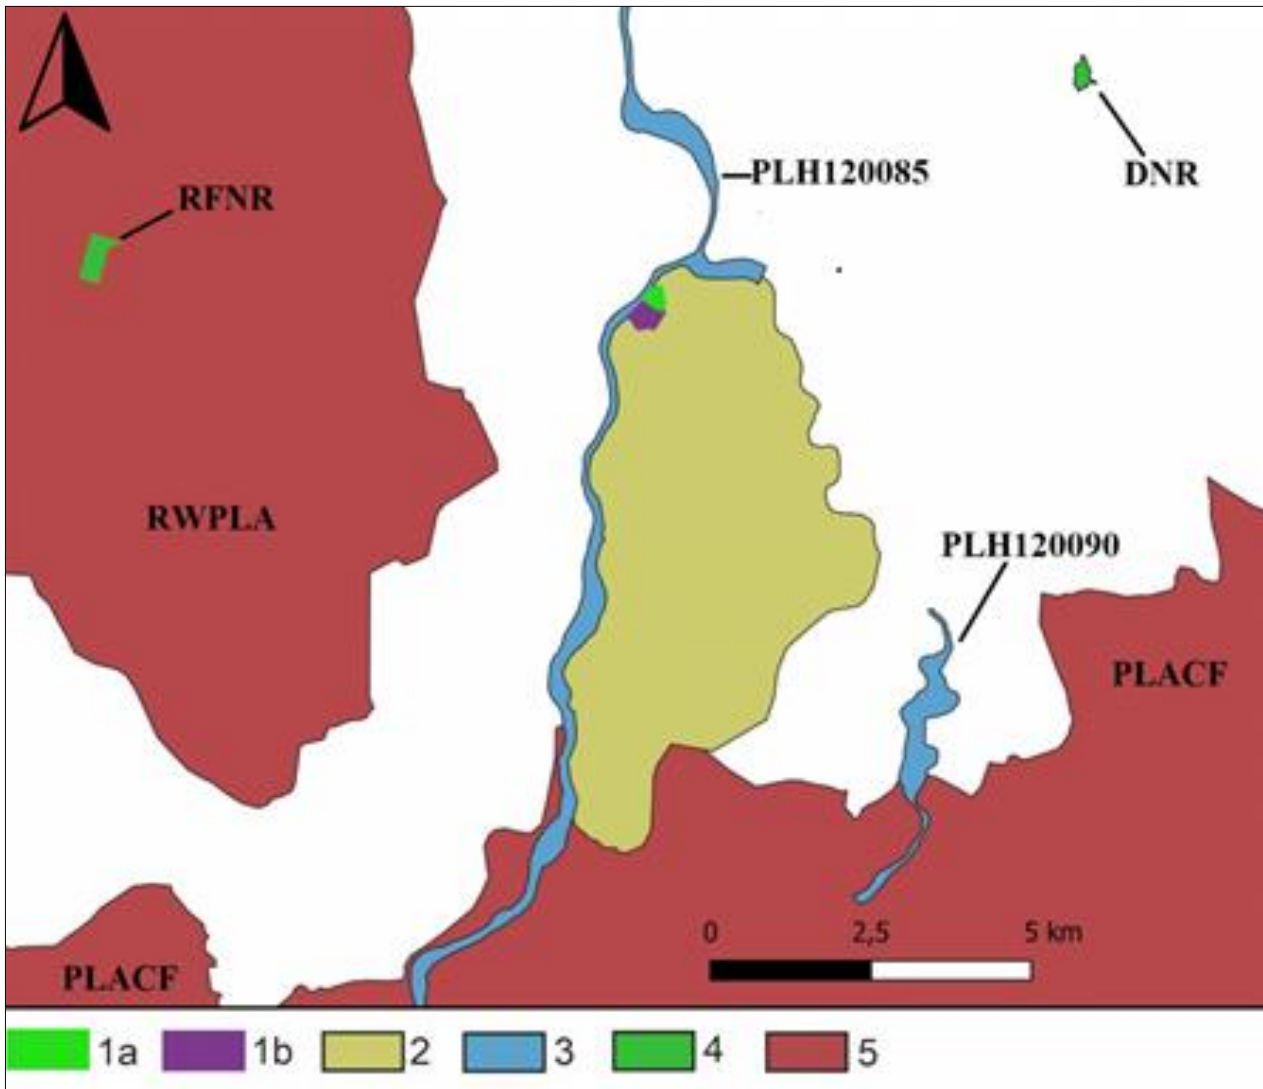 PLH120085
DNR
RFNR
RWPLA
PLH120090
PLACF
0 2,5 5 km
PLACF
1a 1b 2 3 4 5